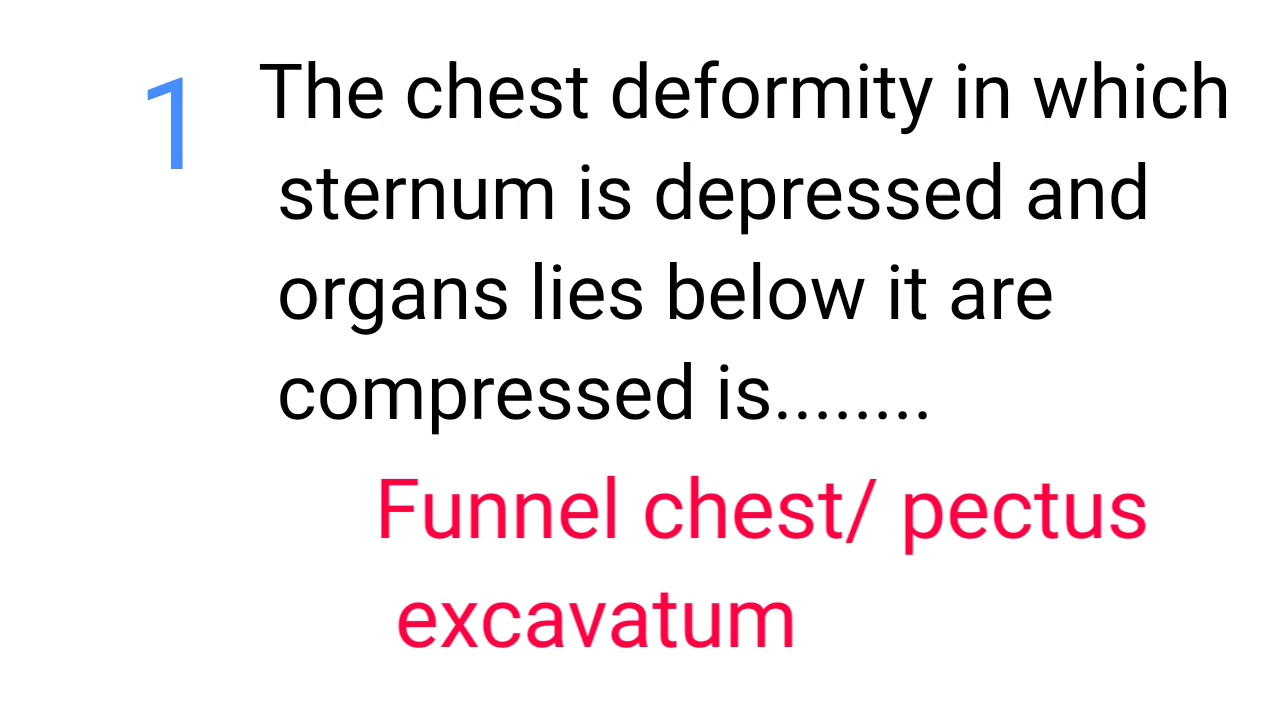 1 The chest deformity in which
sternum is depressed and
organs lies below it are
compressed is........
Funnel chest/ pectus
excavatum